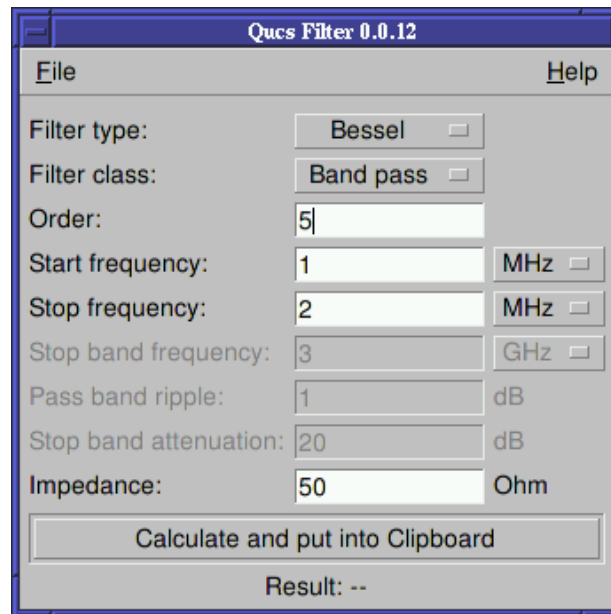 Qucs Filter 0.0.12
File Help
Filter type: Bessel
Filter class: Band pass
Order: 5
Start frequency: 1 MHz
Stop frequency: 2 MHz
Stop band frequency: 3 GHz
Pass band ripple: 1 dB
Stop band attenuation: 20 dB
Impedance: 50 Ohm
Calculate and put into Clipboard
Result: --